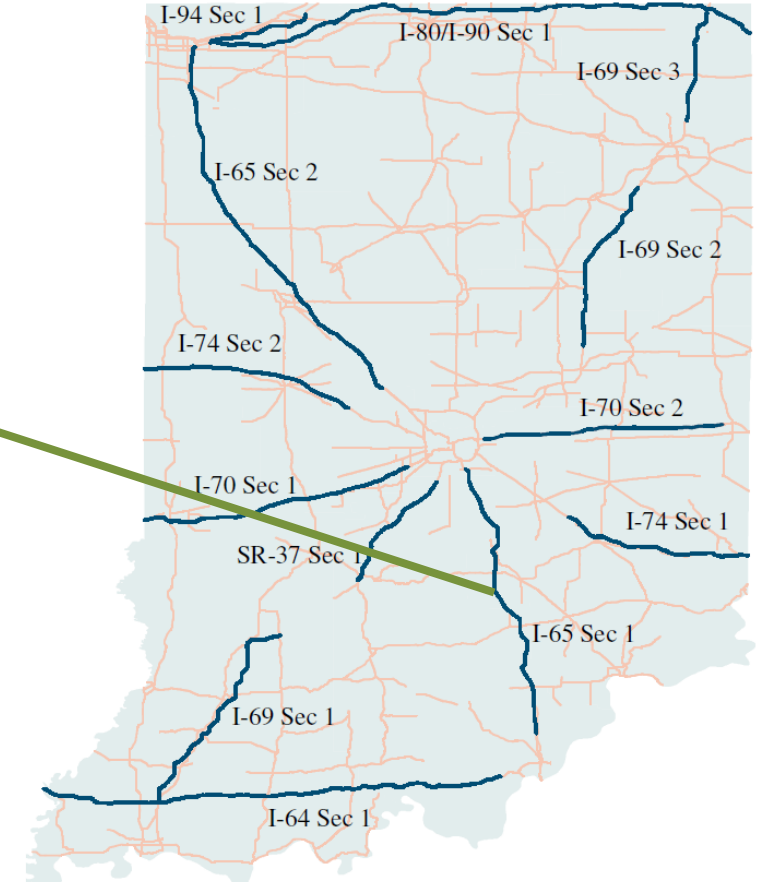 I-94 Sec 1
I-80/I-90 Sec 1
I-69 Sec 3
I-65 Sec 2
I-69 Sec 2
I-74 Sec 2
I-70 Sec 2
I-70 Sec 1
I-74 Sec 1
SR-37 Sec 1
I-65 Sec 1
I-69 Sec 1
I-64 Sec 1